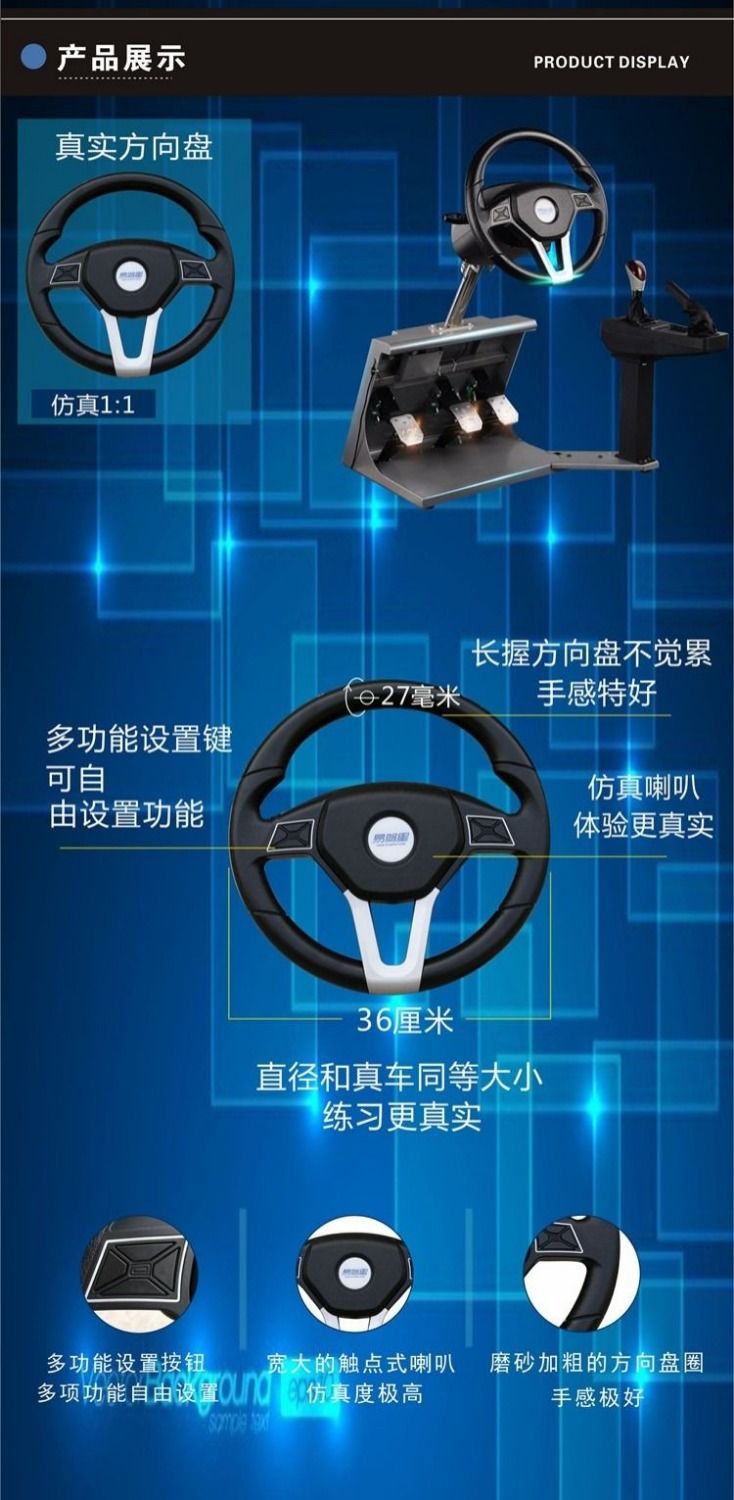 产品展示
PRODUCT DISPLAY
真实方向盘
仿真1:1
长握方向盘不觉累
手感特好
27毫米
多功能设置键
可自
由设置功能
仿真喇叭
体验更真实
36厘米
直径和真车同等大小
练习更真实
多功能设置按钮
多项功能自由设置
宽大的触点式喇叭
仿真度极高
磨砂加粗的方向盘圈
手感极好
Background
sample text